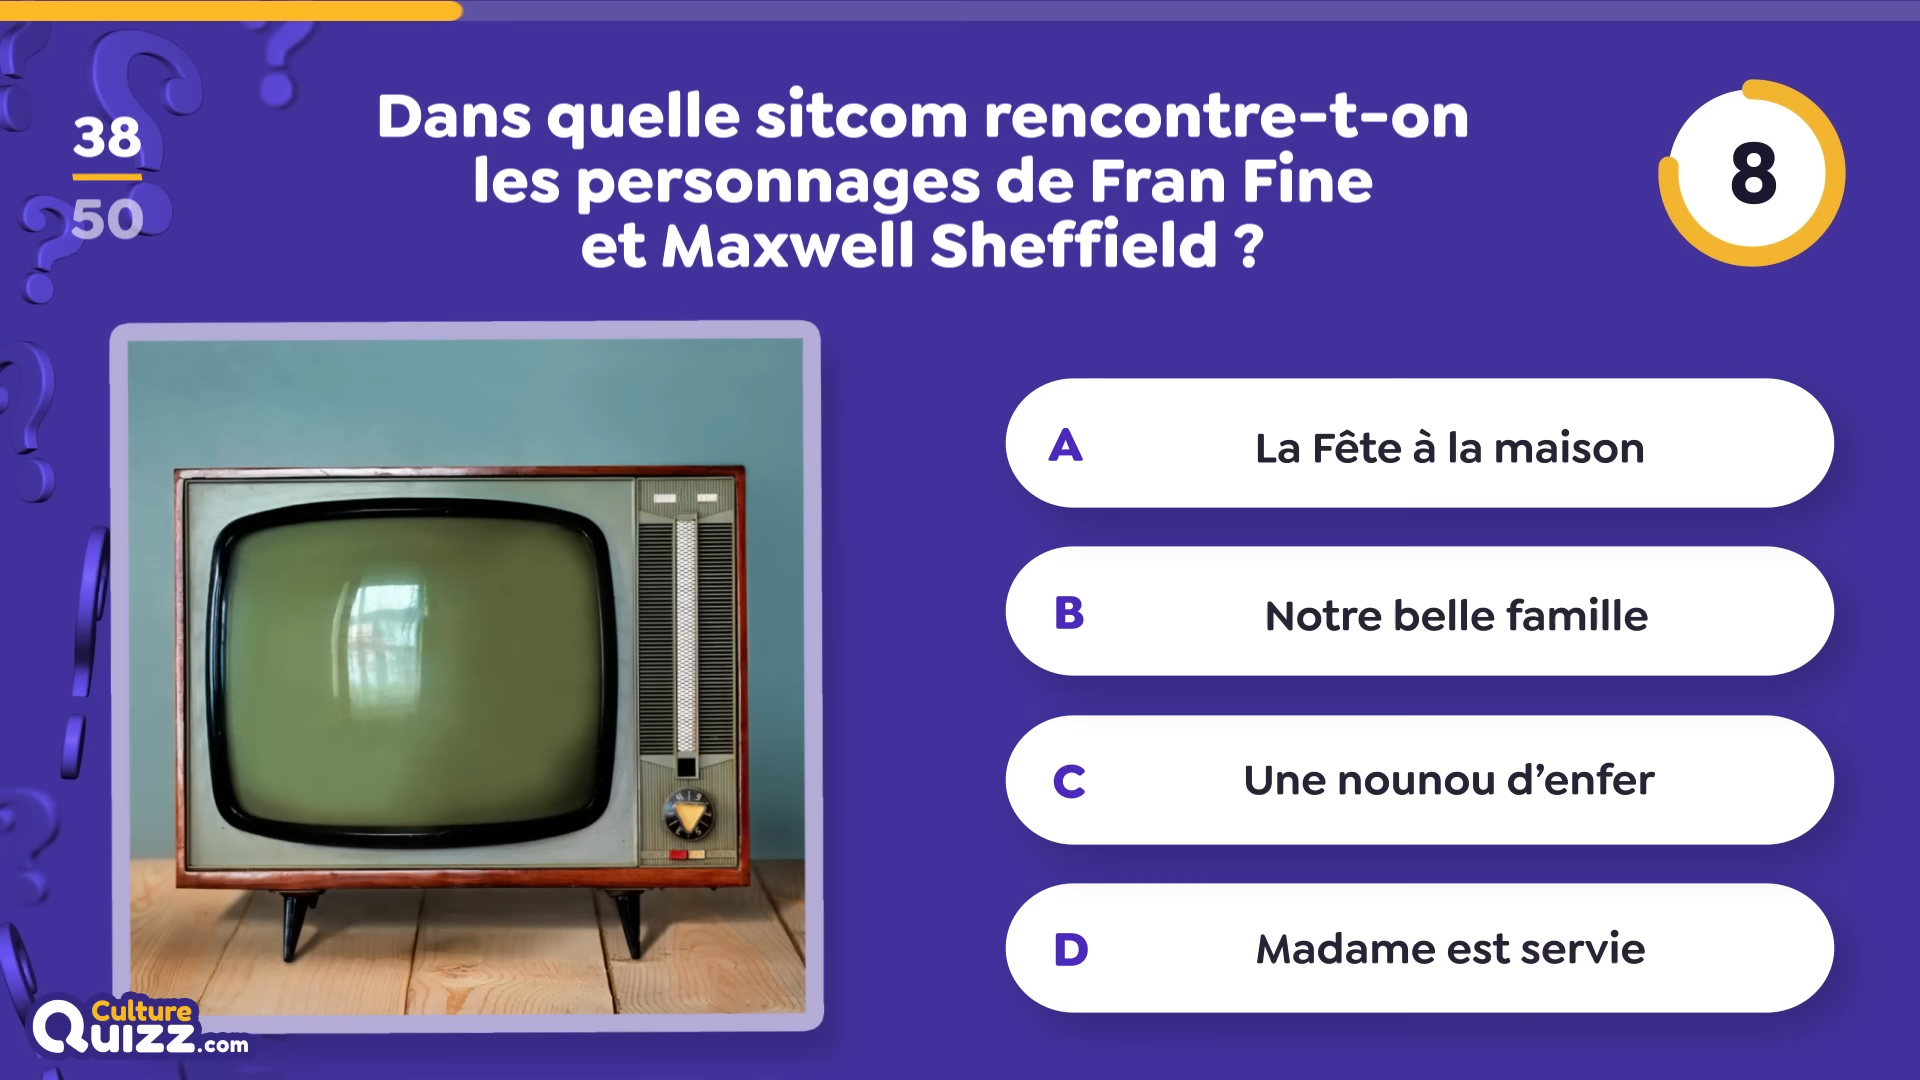 38
50
Dans quelle sitcom rencontre-t-on
les personnages de Fran Fine
et Maxwell Sheffield ?
8
A La Fête à la maison
B Notre belle famille
C Une nounou d’enfer
D Madame est servie
Culture
Quizz.com